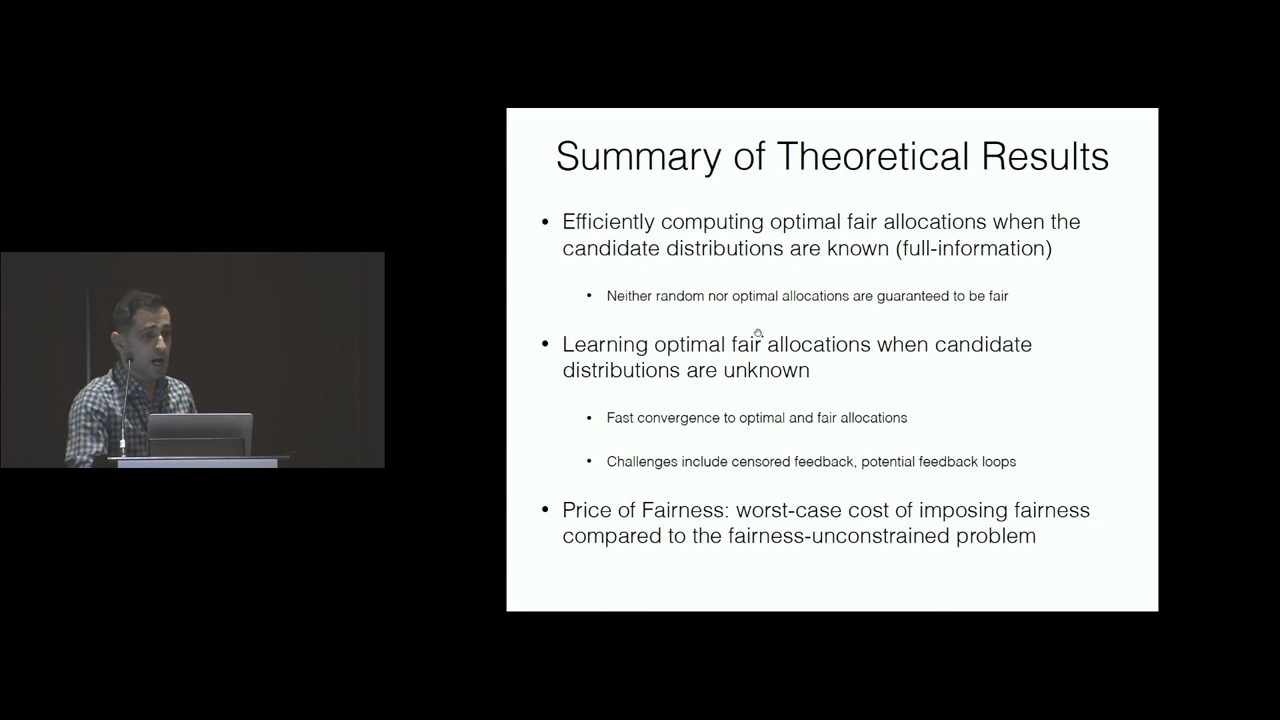 Summary of Theoretical Results
• Efficiently computing optimal fair allocations when the
candidate distributions are known (full-information)
• Neither random nor optimal allocations are guaranteed to be fair
• Learning optimal fair allocations when candidate
distributions are unknown
• Fast convergence to optimal and fair allocations
• Challenges include censored feedback, potential feedback loops
• Price of Fairness: worst-case cost of imposing fairness
compared to the fairness-unconstrained problem